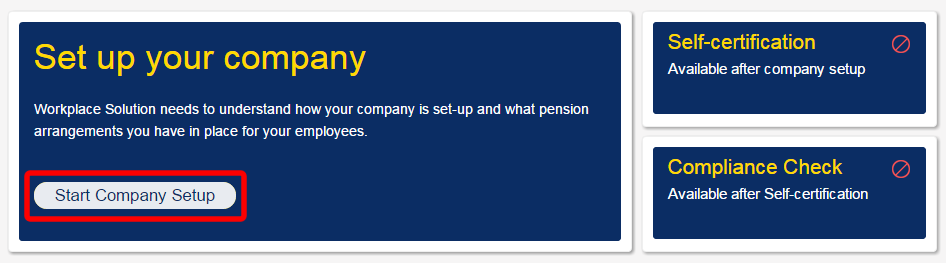 Set up your company
Workplace Solution needs to understand how your company is set-up and what pension
arrangements you have in place for your employees.
Start Company Setup
Self-certification
Available after company setup
Compliance Check
Available after Self-certification